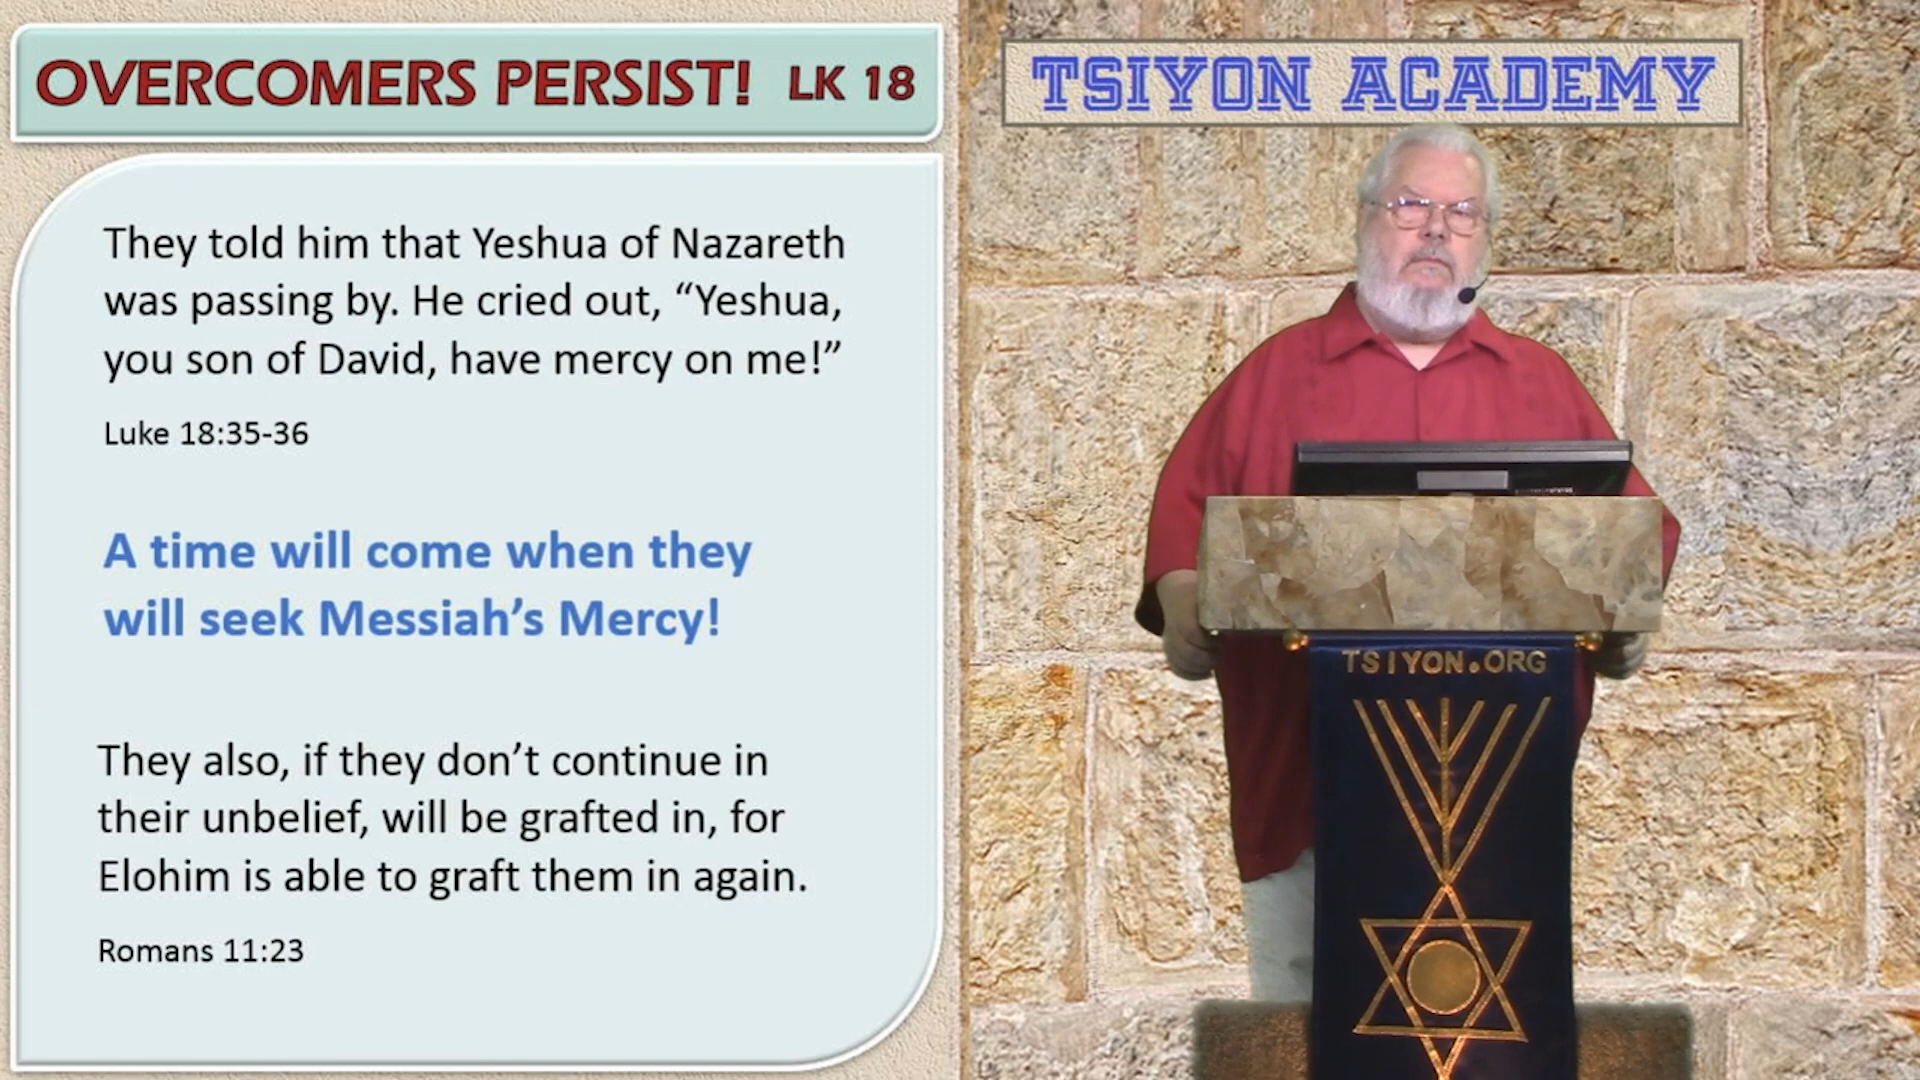 OVERCOMERS PERSIST! LK 18
They told him that Yeshua of Nazareth
was passing by. He cried out, “Yeshua,
you son of David, have mercy on me!”
Luke 18:35-36
A time will come when they
will seek Messiah’s Mercy!
They also, if they don’t continue in
their unbelief, will be grafted in, for
Elohim is able to graft them in again.
Romans 11:23
TSIYON ACADEMY
TSIYON.ORG